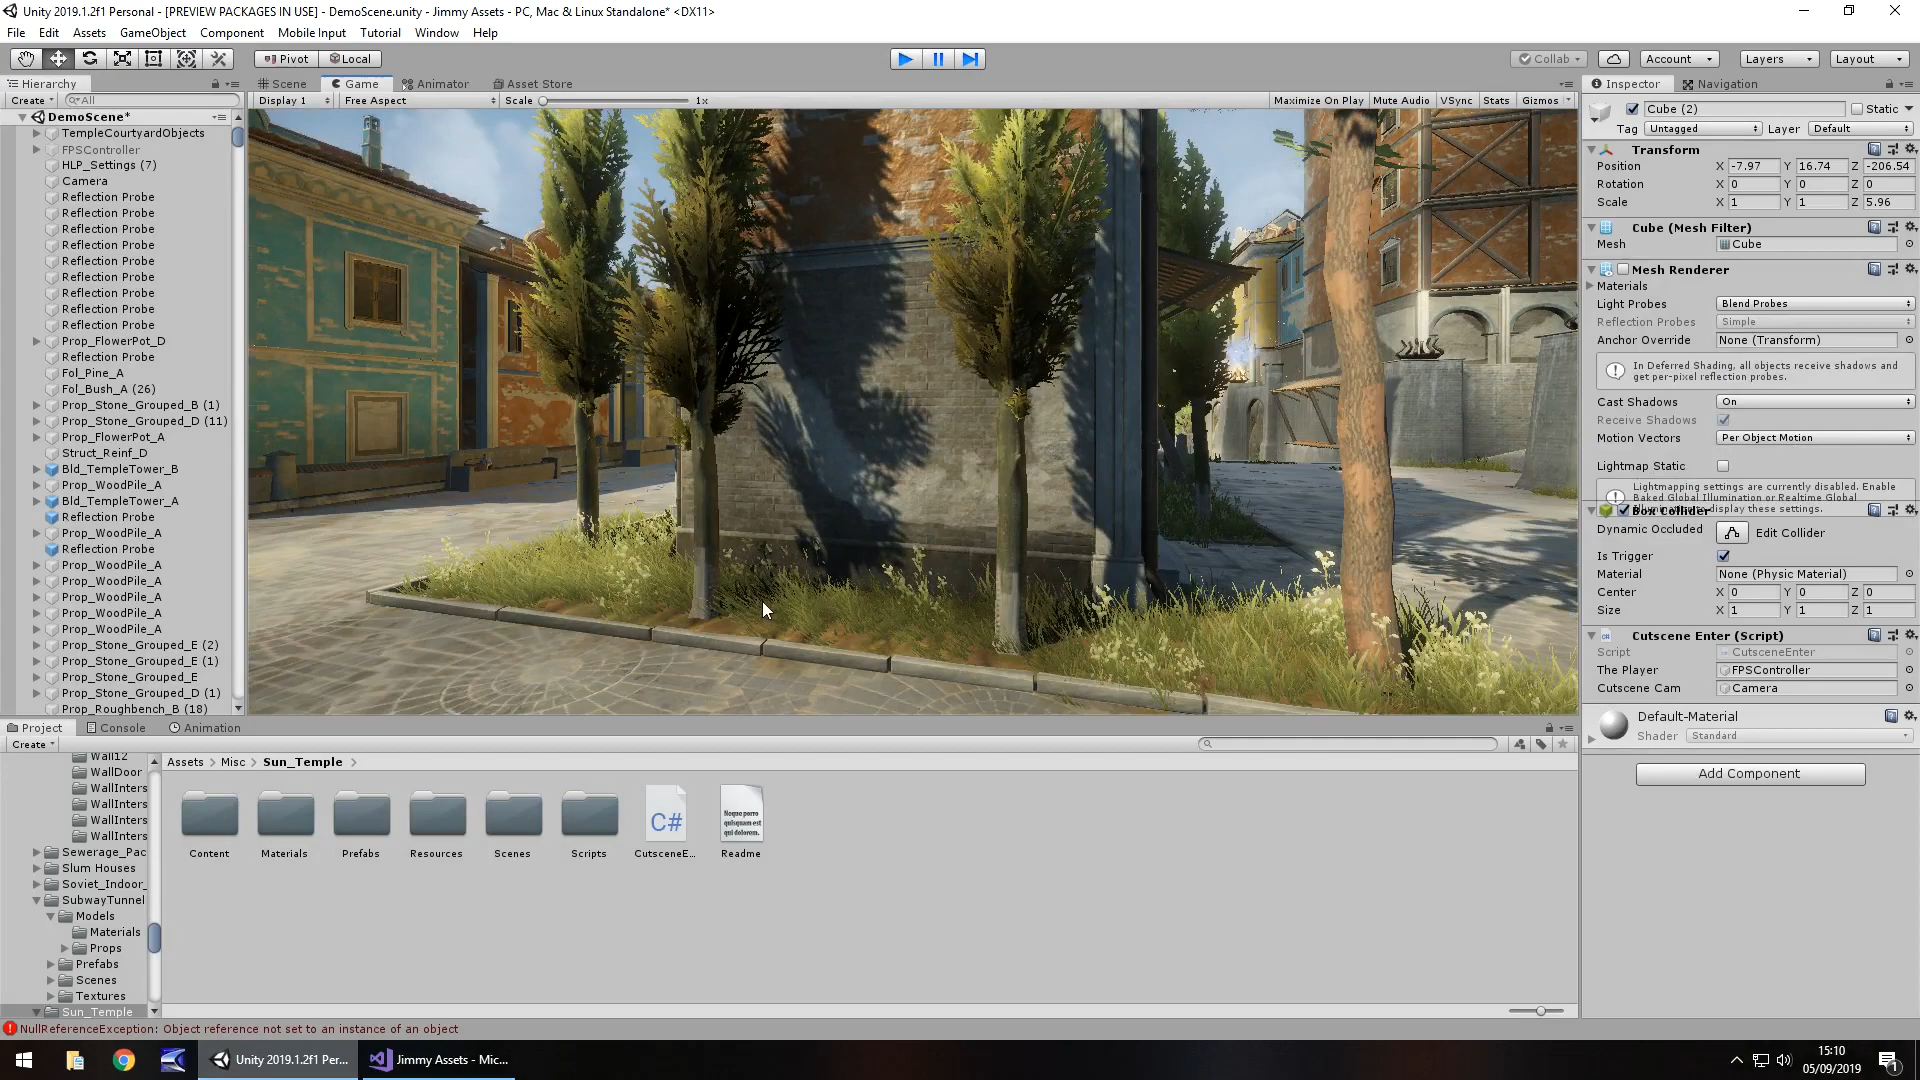 Unity 2019.1.2f1 Personal - [PREVIEW PACKAGES IN USE] - DemoScene.unity - Jimmy Assets - PC, Mac & Linux Standalone* <DX11>
File Edit Assets GameObject Component Mobile Input Tutorial Window Help
Pivot Local Collab Account Layers Layout
Hierarchy Scene Game Animator Asset Store Inspector Navigation
Create All Display 1 Free Aspect Scale 1x Maximize On Play Mute Audio VSync Stats Gizmos
DemoScene*
TempleCourtyardObjects
FPSController
HLP_Settings (7)
Camera
Reflection Probe
Reflection Probe
Reflection Probe
Reflection Probe
Reflection Probe
Reflection Probe
Reflection Probe
Reflection Probe
Reflection Probe
Prop_FlowerPot_D
Reflection Probe
Fol_Pine_A
Fol_Bush_A (26)
Prop_Stone_Grouped_B (1)
Prop_Stone_Grouped_D (11)
Prop_FlowerPot_A
Struct_Reinf_D
Bld_TempleTower_B
Prop_WoodPile_A
Bld_TempleTower_A
Reflection Probe
Prop_WoodPile_A
Reflection Probe
Prop_WoodPile_A
Prop_WoodPile_A
Prop_WoodPile_A
Prop_WoodPile_A
Prop_WoodPile_A
Prop_Stone_Grouped_E (2)
Prop_Stone_Grouped_E (1)
Prop_Stone_Grouped_E
Prop_Stone_Grouped_D (1)
Prop_Roughbench_B (18)
Cube (2) Static
Tag Untagged Layer Default
Transform
Position X -7.97 Y 16.74 Z -206.54
Rotation X 0 Y 0 Z 0
Scale X 1 Y 1 Z 5.96
Cube (Mesh Filter)
Mesh Cube
Mesh Renderer
Materials
Light Probes Blend Probes
Reflection Probes Simple
Anchor Override None (Transform)
In Deferred Shading, all objects receive shadows and
get per-pixel reflection probes.
Cast Shadows On
Receive Shadows
Motion Vectors Per Object Motion
Lightmap Static
Lightmapping settings are currently disabled. Enable
Baked Global Illumination or Realtime Global
Illumination to display these settings.
Box Collider
Dynamic Occluded Edit Collider
Is Trigger
Material None (Physic Material)
Center X 0 Y 0 Z 0
Size X 1 Y 1 Z 1
Cutscene Enter (Script)
Script CutsceneEnter
The Player FPSController
Cutscene Cam Camera
Default-Material
Shader Standard
Add Component
Project Console Animation
Create
Wall12
WallDoor
WallInters
WallInters
WallInters
WallInters
Sewerage_Pac
Slum Houses
Soviet_Indoor_
SubwayTunnel
Models
Materials
Props
Prefabs
Scenes
Textures
Sun_Temple
Assets > Misc > Sun_Temple >
C#
Neque porro
quisquam est
qui dolorem.
Content Materials Prefabs Resources Scenes Scripts CutsceneE... Readme
NullReferenceException: Object reference not set to an instance of an object
Unity 2019.1.2f1 Per... Jimmy Assets - Mic...
15:10
05/09/2019
1